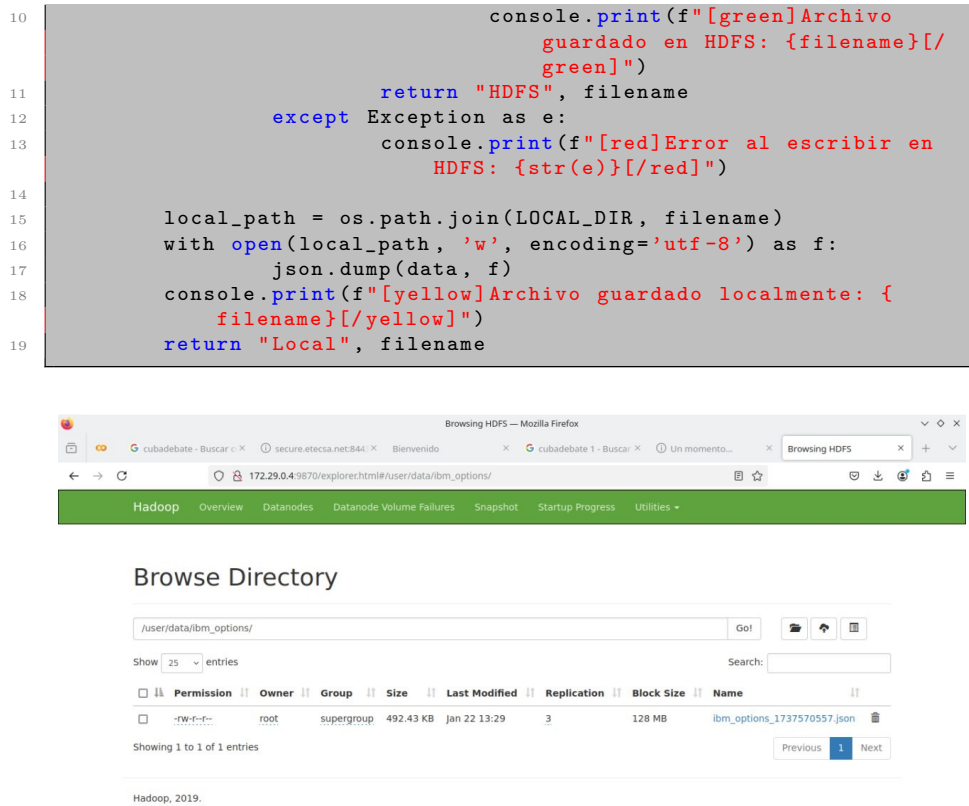 10 console.print(f"[green]Archivo
guardado en HDFS: {filename}[/
green]")
11 return "HDFS", filename
12 except Exception as e:
13 console.print(f"[red]Error al escribir en
HDFS: {str(e)}[/red]")
14
15 local_path = os.path.join(LOCAL_DIR, filename)
16 with open(local_path, 'w', encoding='utf-8') as f:
17 json.dump(data, f)
18 console.print(f"[yellow]Archivo guardado localmente: {
filename}[/yellow]")
19 return "Local", filename
Browsing HDFS — Mozilla Firefox
cubadebate - Buscar c secure.etecsa.net:844 Bienvenido cubadebate 1 - Buscar Un momento... Browsing HDFS
172.29.0.4:9870/explorer.html#/user/data/ibm_options/
Hadoop Overview Datanodes Datanode Volume Failures Snapshot Startup Progress Utilities
Browse Directory
/user/data/ibm_options/ Go!
Show 25 entries Search:
Permission Owner Group Size Last Modified Replication Block Size Name
-rw-r--r-- root supergroup 492.43 KB Jan 22 13:29 3 128 MB ibm_options_1737570557.json
Showing 1 to 1 of 1 entries Previous 1 Next
Hadoop, 2019.